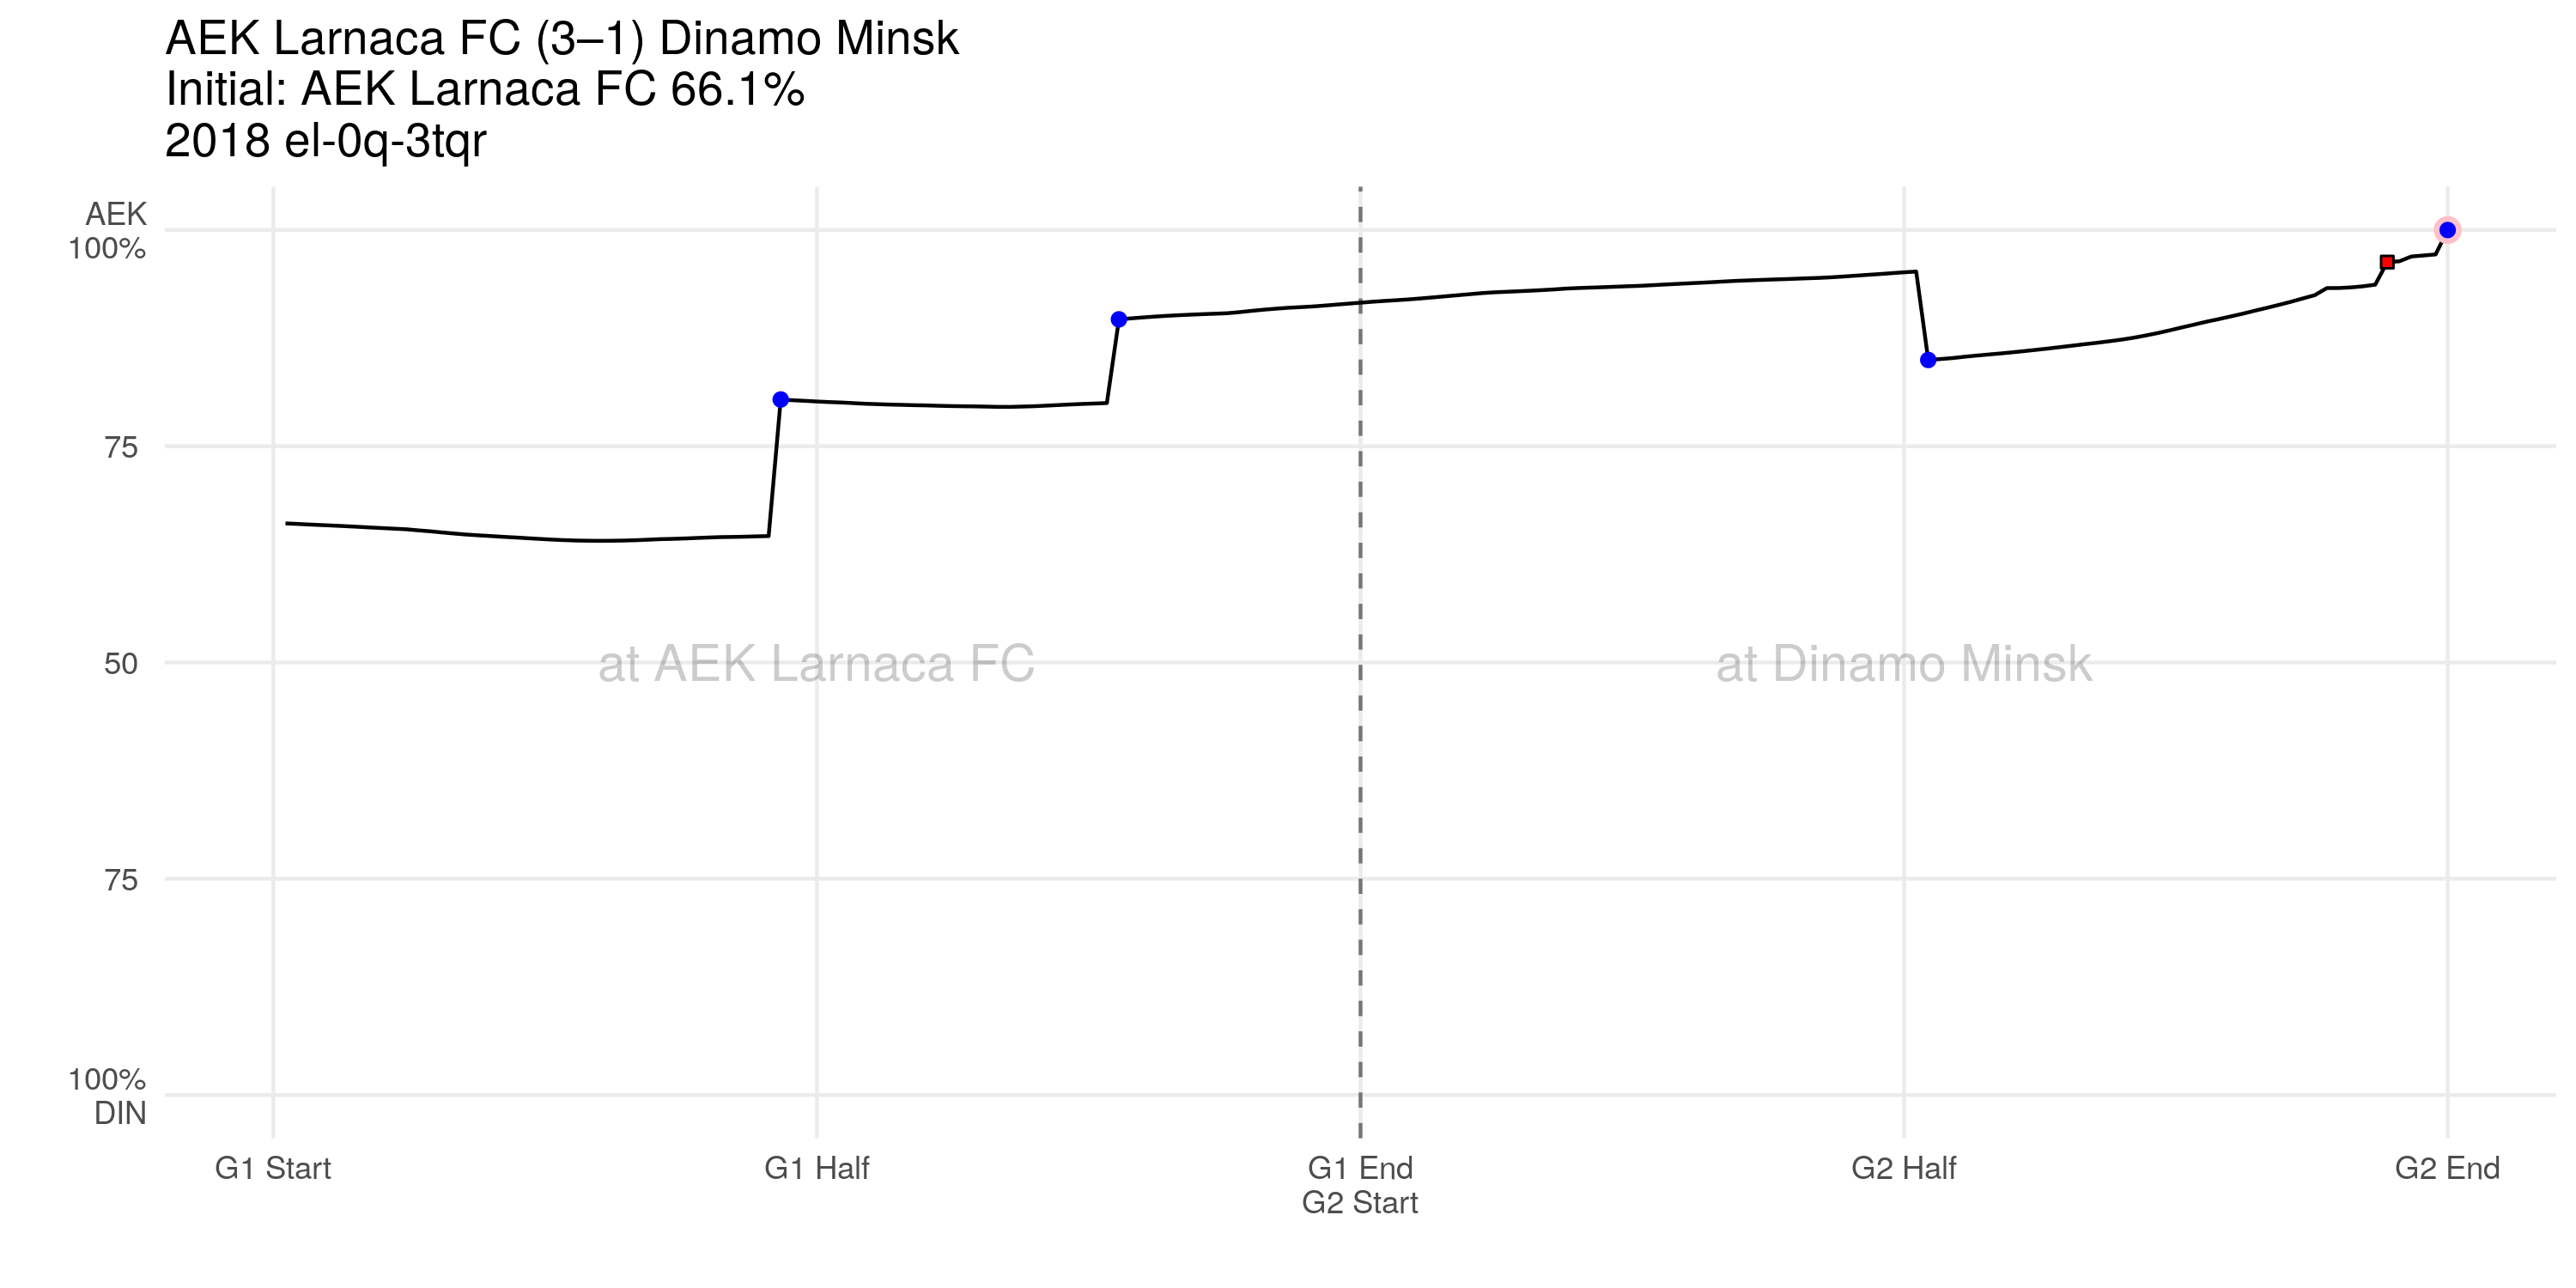 AEK Larnaca FC (3–1) Dinamo Minsk
Initial: AEK Larnaca FC 66.1%
2018 el-0q-3tqr
AEK
100%
75
50
75
100%
DIN
at AEK Larnaca FC
at Dinamo Minsk
G1 Start
G1 Half
G1 End
G2 Start
G2 Half
G2 End